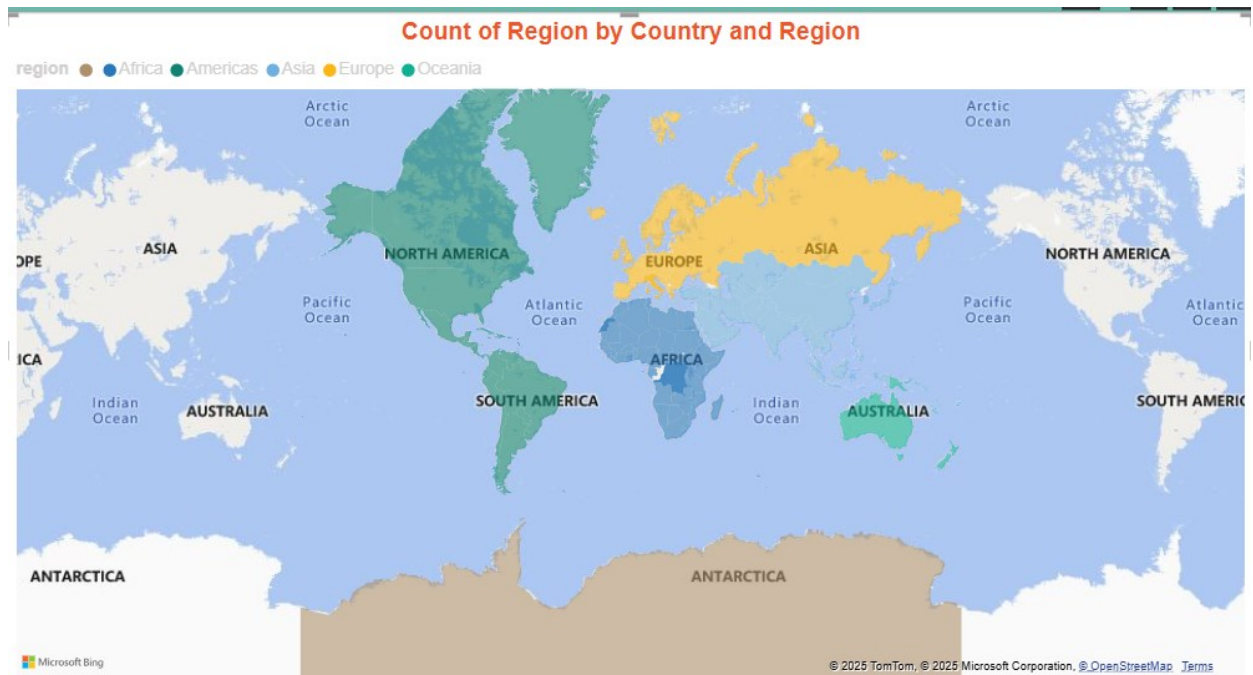 Count of Region by Country and Region
region Africa Americas Asia Europe Oceania
Arctic Ocean
Arctic Ocean
OPE
ASIA
NORTH AMERICA
EUROPE
ASIA
NORTH AMERICA
Pacific Ocean
Atlantic Ocean
Pacific Ocean
Atlantic Ocean
ICA
AFRICA
Indian Ocean
AUSTRALIA
SOUTH AMERICA
Indian Ocean
AUSTRALIA
SOUTH AMERIC
ANTARCTICA
ANTARCTICA
Microsoft Bing
© 2025 TomTom, © 2025 Microsoft Corporation, © OpenStreetMap Terms